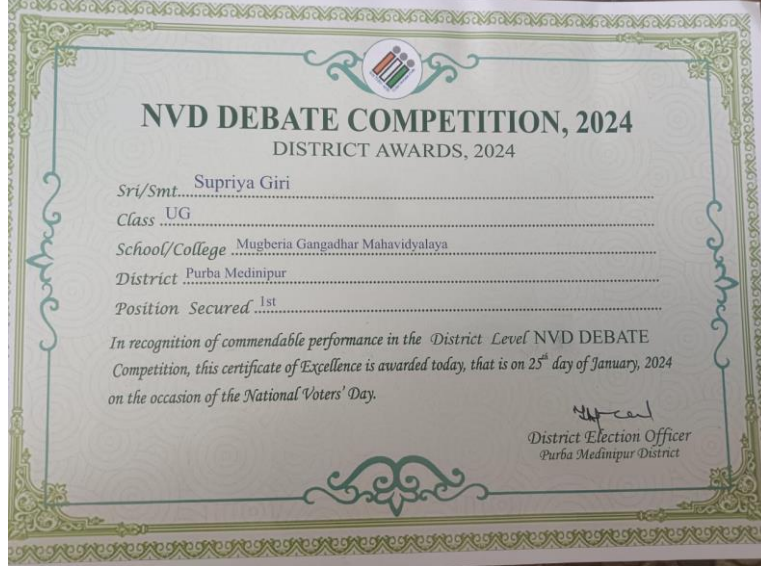 NVD DEBATE COMPETITION, 2024
DISTRICT AWARDS, 2024
Sri/Smt....Supriya Giri
Class ....UG
School/College ....Mugberia Gangadhar Mahavidyalaya
District ....Purba Medinipur
Position Secured ....1st
In recognition of commendable performance in the District Level NVD DEBATE
Competition, this certificate of Excellence is awarded today, that is on 25th day of January, 2024
on the occasion of the National Voters' Day.
District Election Officer
Purba Medinipur District